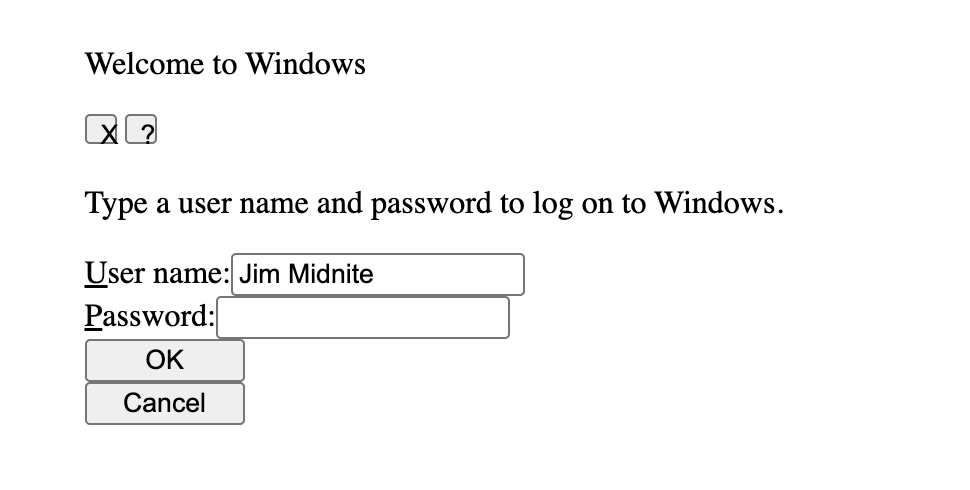 Welcome to Windows
X ?
Type a user name and password to log on to Windows.
User name: Jim Midnite
Password:
OK
Cancel